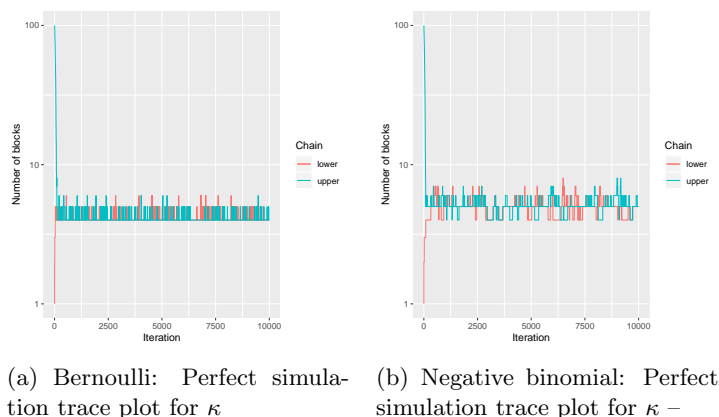 100
10
1
Number of blocks
0
2500
5000
7500
10000
Iteration
Chain
lower
upper
100
10
1
Number of blocks
0
2500
5000
7500
10000
Iteration
Chain
lower
upper
(a) Bernoulli: Perfect simula-
tion trace plot for κ
(b) Negative binomial: Perfect
simulation trace plot for κ –